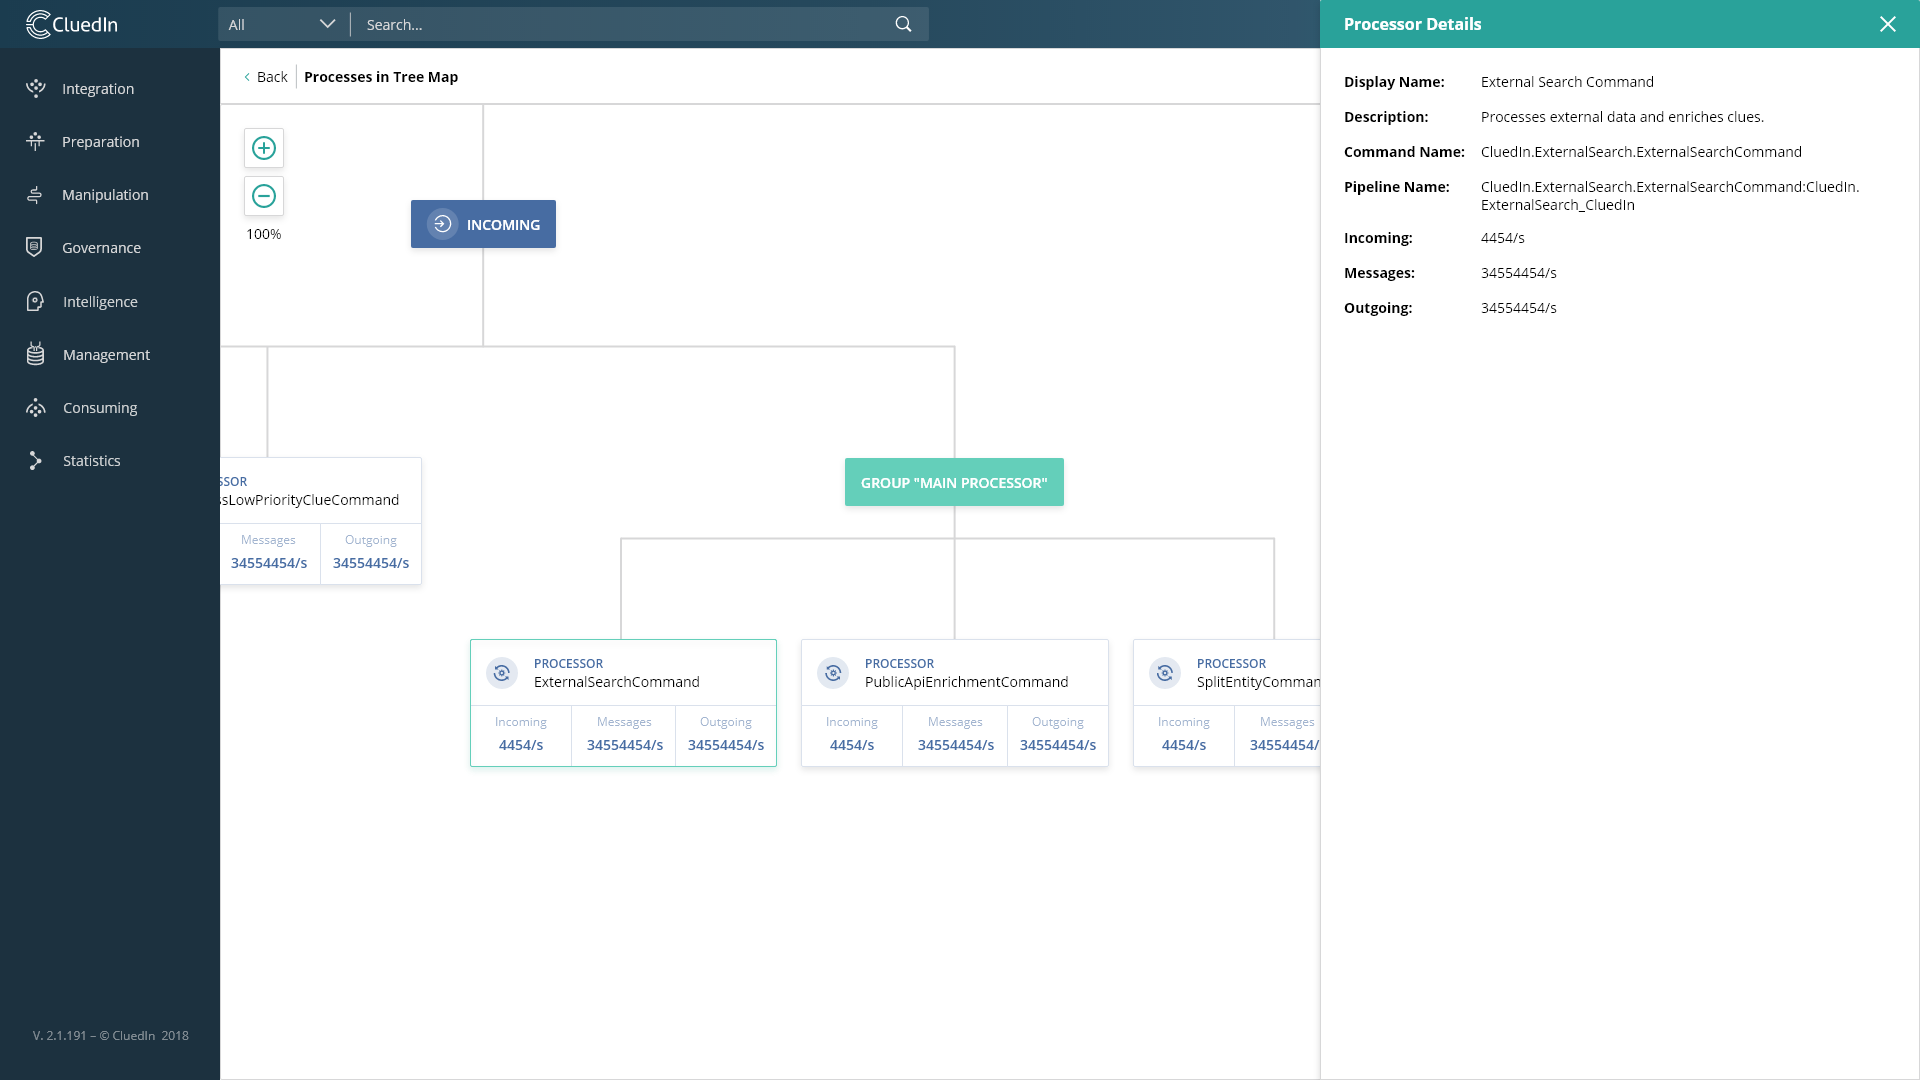 CluedIn
All
Search...
Processor Details
Integration
Preparation
Manipulation
Governance
Intelligence
Management
Consuming
Statistics
V. 2.1.191 – © CluedIn 2018
Back
Processes in Tree Map
100%
INCOMING
SSOR
sLowPriorityClueCommand
Messages
Outgoing
34554454/s
34554454/s
GROUP "MAIN PROCESSOR"
PROCESSOR
ExternalSearchCommand
Incoming
Messages
Outgoing
4454/s
34554454/s
34554454/s
PROCESSOR
PublicApiEnrichmentCommand
Incoming
Messages
Outgoing
4454/s
34554454/s
34554454/s
PROCESSOR
SplitEntityComman
Incoming
Messages
4454/s
34554454/
Display Name: External Search Command
Description: Processes external data and enriches clues.
Command Name: CluedIn.ExternalSearch.ExternalSearchCommand
Pipeline Name: CluedIn.ExternalSearch.ExternalSearchCommand:CluedIn.
ExternalSearch_CluedIn
Incoming: 4454/s
Messages: 34554454/s
Outgoing: 34554454/s